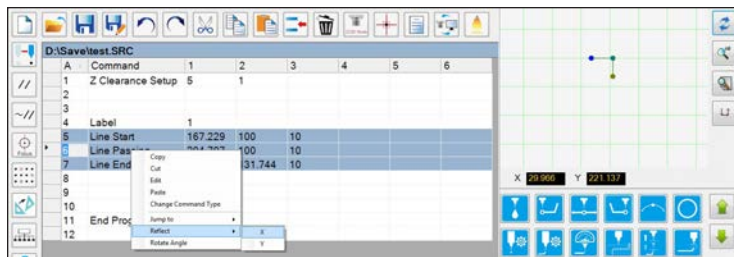 D:\Save\test.SRC
A Command 1 2 3 4 5 6
1 Z Clearance Setup 5 1
2
3
4 Label 1
5 Line Start 167.229 100 10
6 Line Passing 100 10
7 Line End 31.744 10
8
9
10
11 End Prog
12
Copy
Cut
Edit
Paste
Change Command Type
Jump to
Reflect
Rotate Angle
X
Y
X 29.966 Y 221.137